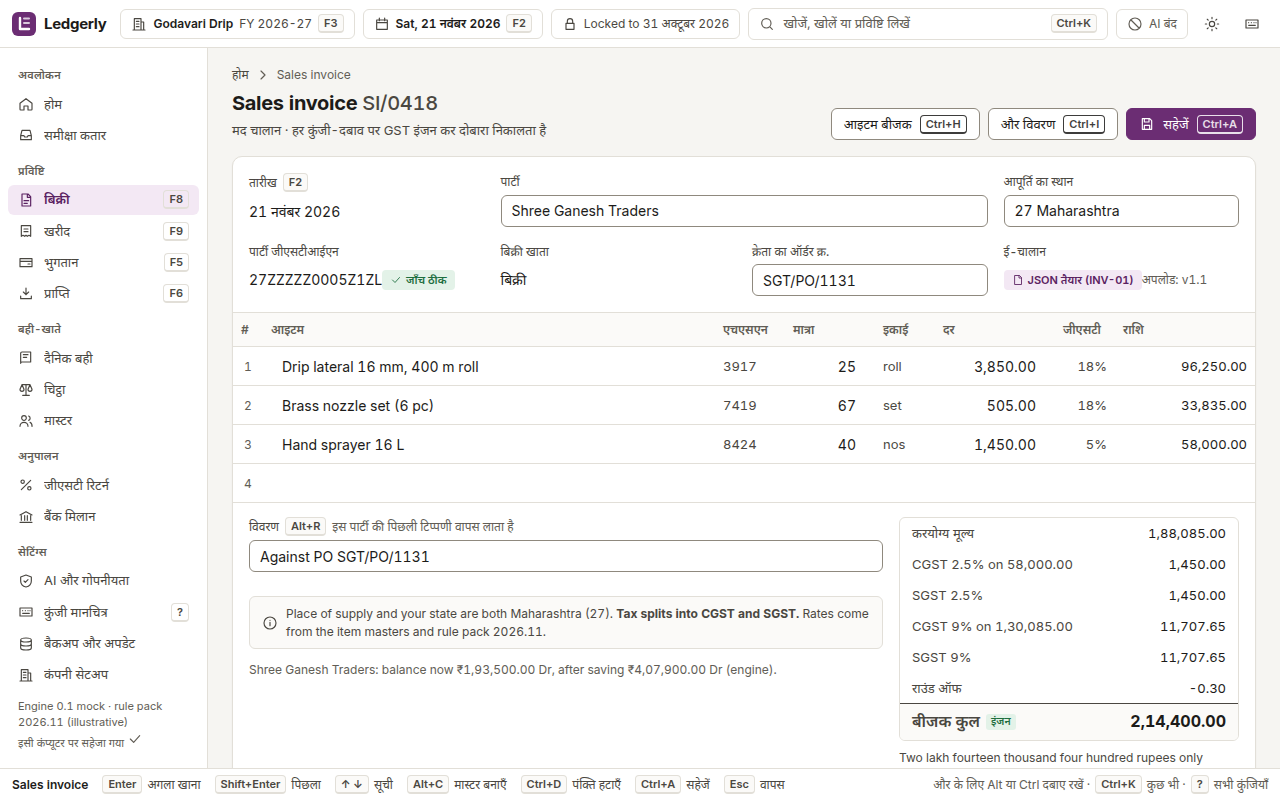 Ledgerly
Godavari Drip FY 2026-27 F3
Sat, 21 नवंबर 2026 F2
Locked to 31 अक्टूबर 2026
खोजें, खोलें या प्रविष्टि लिखें Ctrl+K
AI बंद
अवलोकन
होम
समीक्षा कतार
प्रविष्टि
बिक्री F8
खरीद F9
भुगतान F5
प्राप्ति F6
बही-खाते
दैनिक बही
चिट्ठा
मास्टर
अनुपालन
जीएसटी रिटर्न
बैंक मिलान
सेटिंग्स
AI और गोपनीयता
कुंजी मानचित्र ?
बैकअप और अपडेट
कंपनी सेटअप
Engine 0.1 mock · rule pack
2026.11 (illustrative)
इसी कंप्यूटर पर सहेजा गया
होम Sales invoice
Sales invoice SI/0418
मद चालान · हर कुंजी-दबाव पर GST इंजन कर दोबारा निकालता है
आइटम बीजक Ctrl+H
और विवरण Ctrl+I
सहेजें Ctrl+A
तारीख F2
21 नवंबर 2026
पार्टी
Shree Ganesh Traders
आपूर्ति का स्थान
27 Maharashtra
पार्टी जीएसटीआईएन
27ZZZZZ0005Z1ZL जाँच ठीक
बिक्री खाता
बिक्री
क्रेता का ऑर्डर क्र.
SGT/PO/1131
ई-चालान
JSON तैयार (INV-01) अपलोड: v1.1
# आइटम एचएसएन मात्रा इकाई दर जीएसटी राशि
1 Drip lateral 16 mm, 400 m roll 3917 25 roll 3,850.00 18% 96,250.00
2 Brass nozzle set (6 pc) 7419 67 set 505.00 18% 33,835.00
3 Hand sprayer 16 L 8424 40 nos 1,450.00 5% 58,000.00
4
विवरण Alt+R इस पार्टी की पिछली टिप्पणी वापस लाता है
Against PO SGT/PO/1131
Place of supply and your state are both Maharashtra (27). Tax splits into CGST and SGST. Rates come
from the item masters and rule pack 2026.11.
Shree Ganesh Traders: balance now ₹1,93,500.00 Dr, after saving ₹4,07,900.00 Dr (engine).
करयोग्य मूल्य 1,88,085.00
CGST 2.5% on 58,000.00 1,450.00
SGST 2.5% 1,450.00
CGST 9% on 1,30,085.00 11,707.65
SGST 9% 11,707.65
राउंड ऑफ -0.30
बीजक कुल इंजन 2,14,400.00
Two lakh fourteen thousand four hundred rupees only
Sales invoice Enter अगला खाना Shift+Enter पिछला ↑↓ सूची Alt+C मास्टर बनाएँ Ctrl+D पंक्ति हटाएँ Ctrl+A सहेजें Esc वापस
और के लिए Alt या Ctrl दबाए रखें · Ctrl+K कुछ भी · ? सभी कुंजियाँ